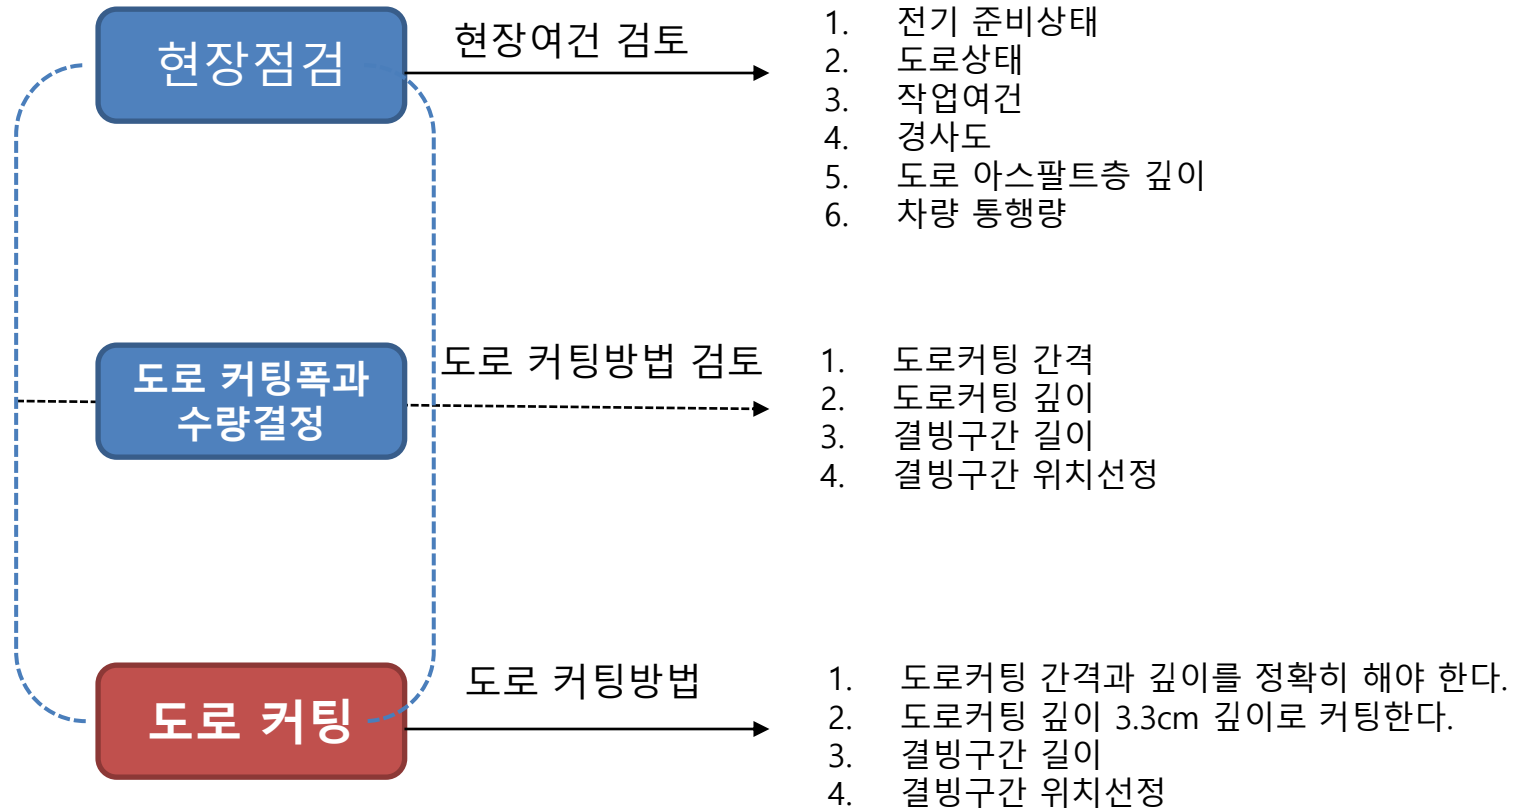 현장점검
현장여건 검토
1. 전기 준비상태
2. 도로상태
3. 작업여건
4. 경사도
5. 도로 아스팔트층 깊이
6. 차량 통행량
도로 커팅폭과
수량결정
도로 커팅방법 검토
1. 도로커팅 간격
2. 도로커팅 깊이
3. 결빙구간 길이
4. 결빙구간 위치선정
도로 커팅
도로 커팅방법
1. 도로커팅 간격과 깊이를 정확히 해야 한다.
2. 도로커팅 깊이 3.3cm 깊이로 커팅한다.
3. 결빙구간 길이
4. 결빙구간 위치선정